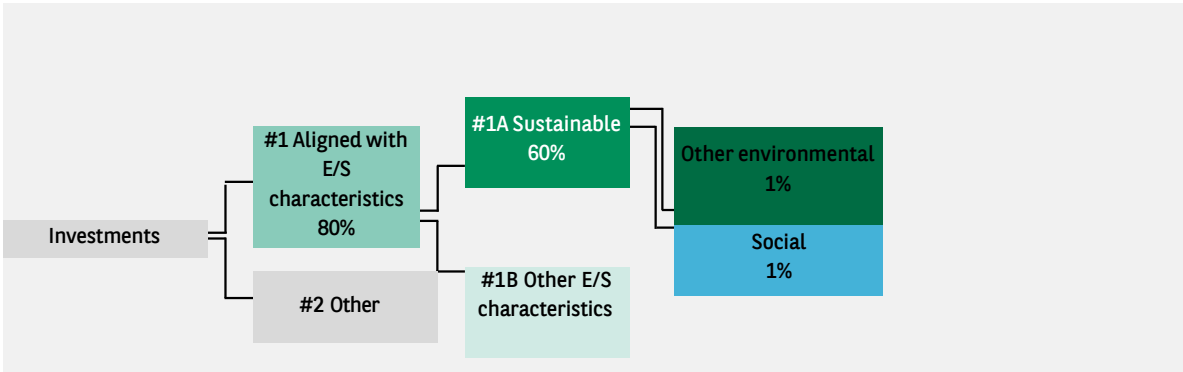 Investments
#1 Aligned with
E/S
characteristics
80%
#2 Other
#1A Sustainable
60%
#1B Other E/S
characteristics
Other environmental
1%
Social
1%